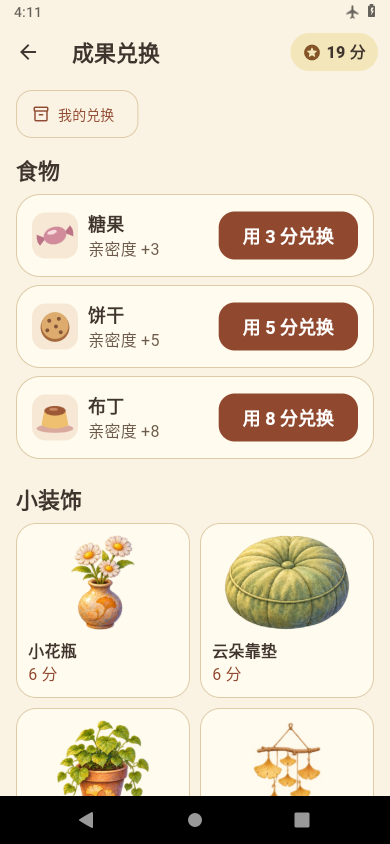 4:11
成果兑换
19 分
我的兑换
食物
糖果
亲密度 +3
用 3 分兑换
饼干
亲密度 +5
用 5 分兑换
布丁
亲密度 +8
用 8 分兑换
小装饰
小花瓶
6 分
云朵靠垫
6 分